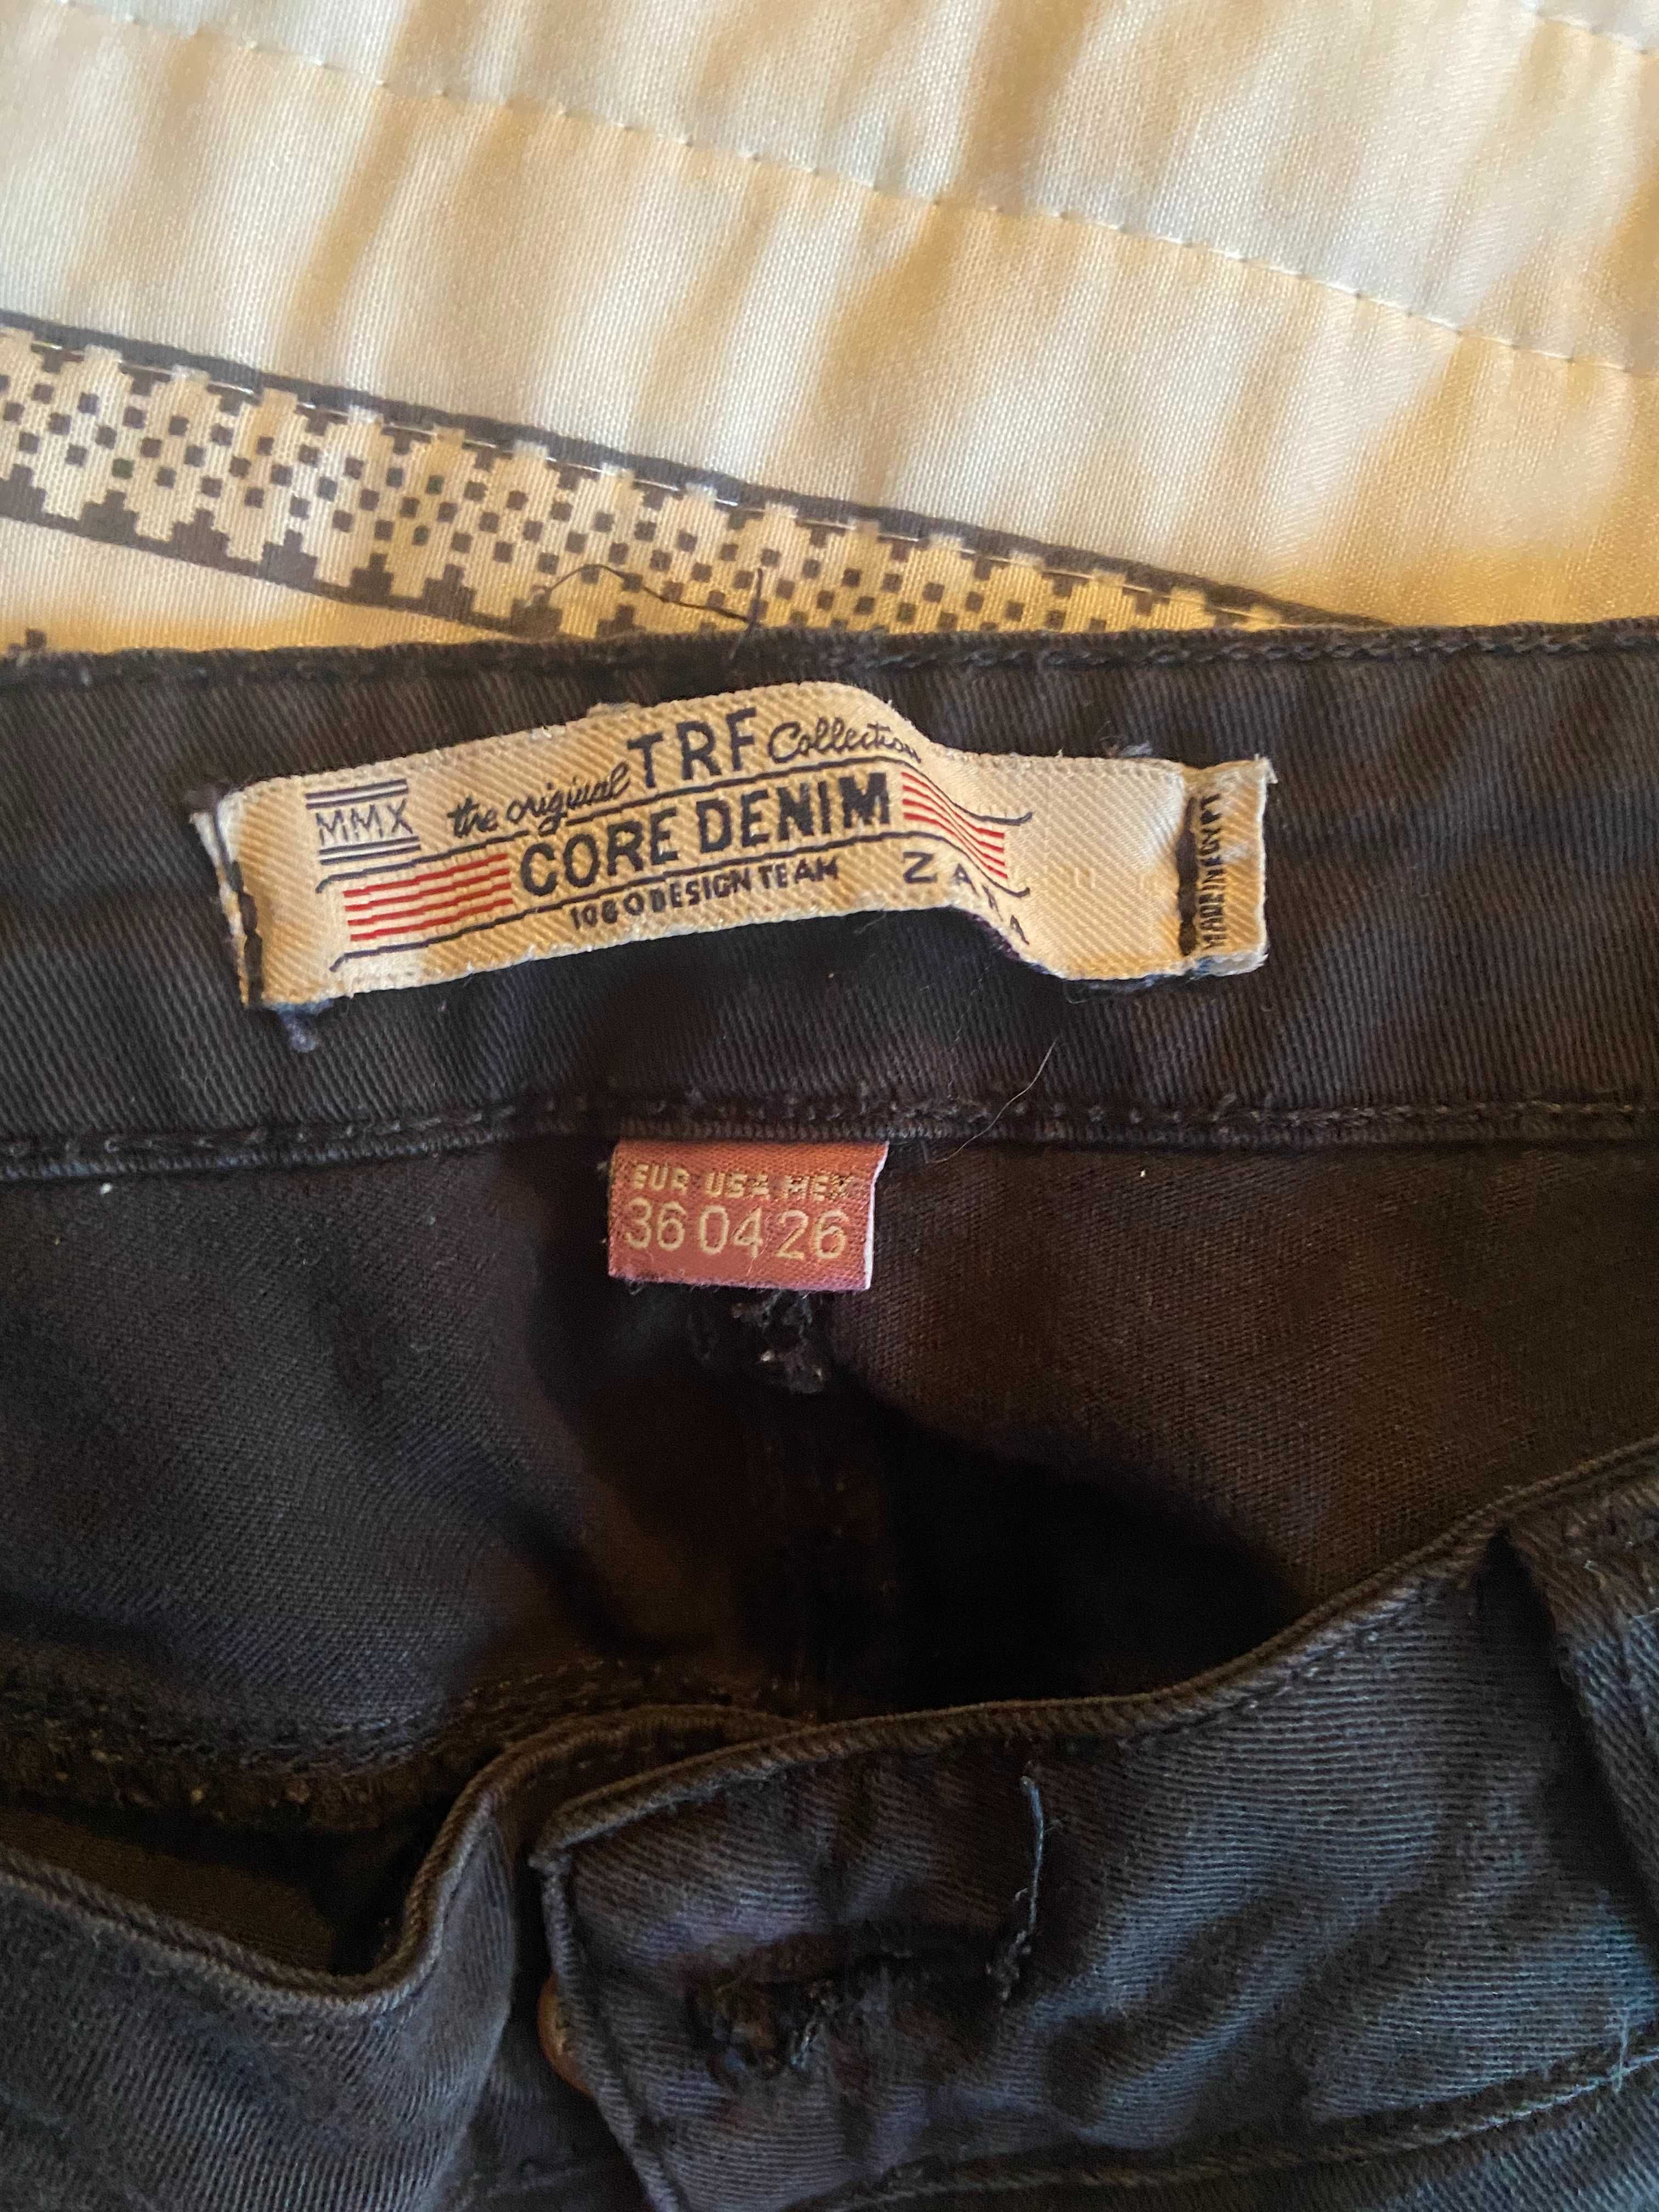 MMX
the original TRF Collection
CORE DENIM
1080 DESIGN TEAM
ZARA
MADE IN EGYPT
EUR USA MEX
36 04 26